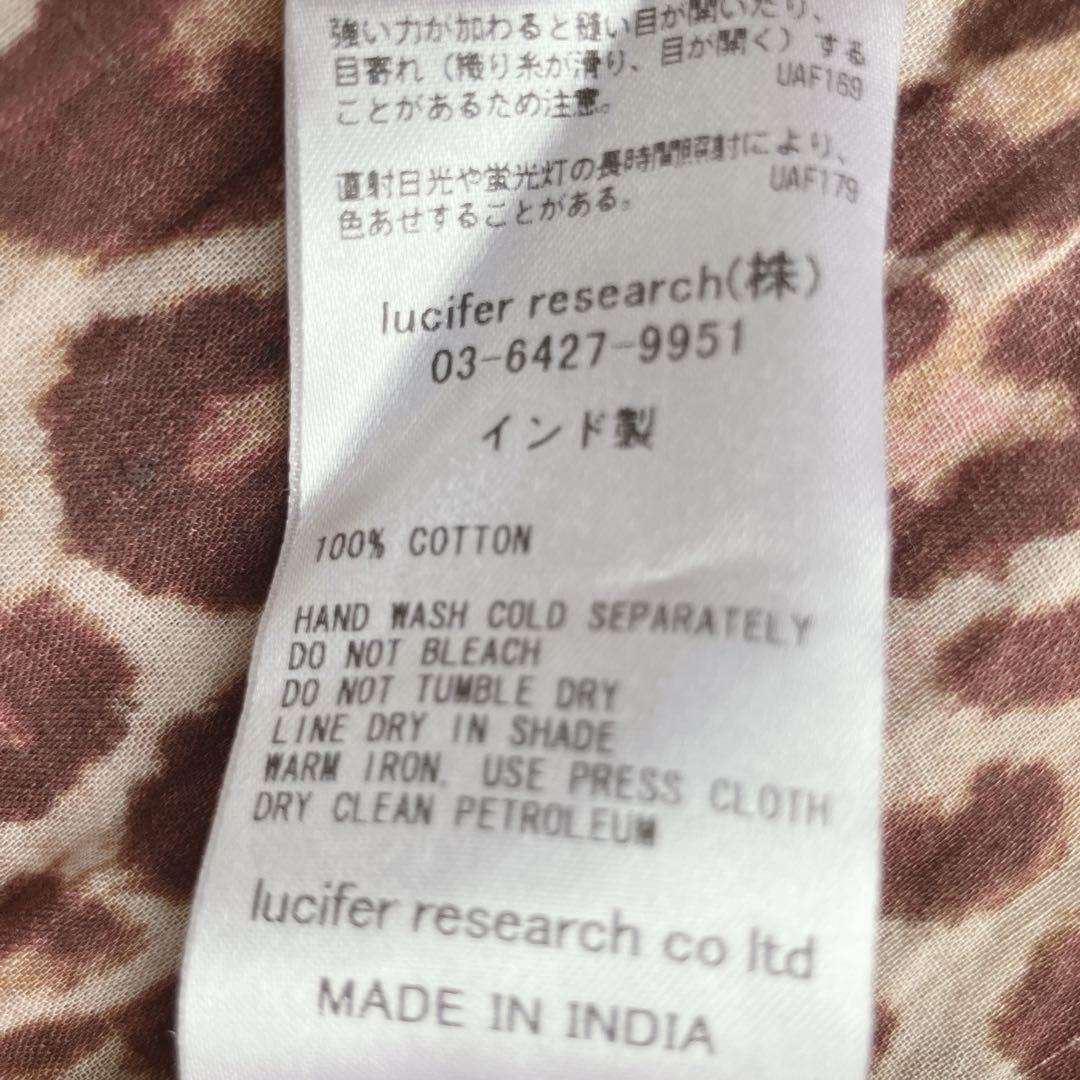 強い力が加わると縫い目が開いたり、
目寄れ（織り糸が滑り、目が開く）する
ことがあるため注意。
UAF169
直射日光や蛍光灯の長時間照射により、
色あせすることがある。
UAF179
lucifer research(株)
03-6427-9951
インド製
100% COTTON
HAND WASH COLD SEPARATELY
DO NOT BLEACH
DO NOT TUMBLE DRY
LINE DRY IN SHADE
WARM IRON, USE PRESS CLOTH
DRY CLEAN PETROLEUM
lucifer research co ltd
MADE IN INDIA